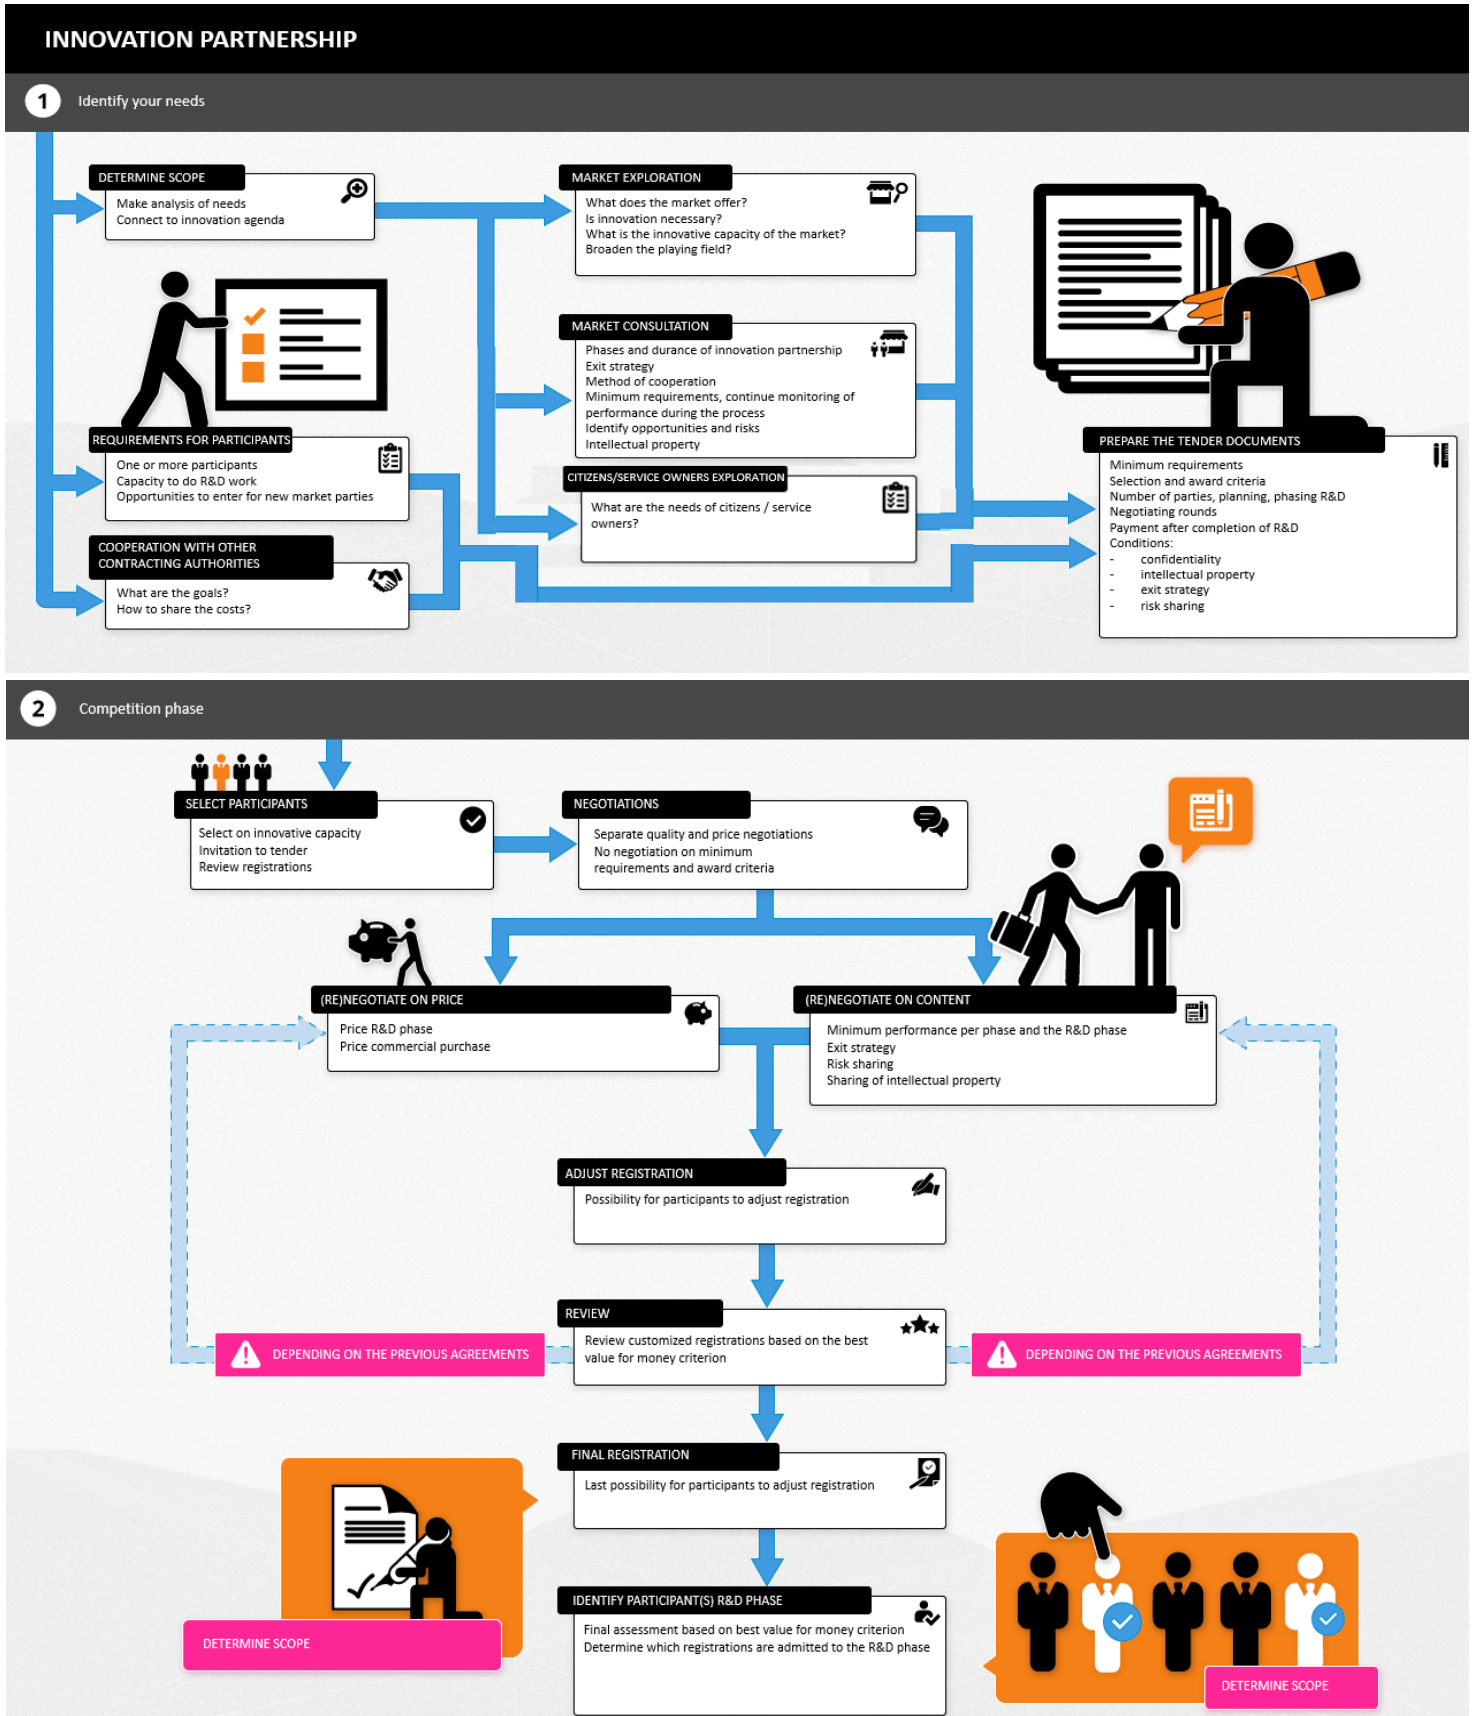 INNOVATION PARTNERSHIP
1 Identify your needs
DETERMINE SCOPE
Make analysis of needs
Connect to innovation agenda
MARKET EXPLORATION
What does the market offer?
Is innovation necessary?
What is the innovative capacity of the market?
Broaden the playing field?
MARKET CONSULTATION
Phases and durance of innovation partnership
Exit strategy
Method of cooperation
Minimum requirements, continue monitoring of
performance during the process
Identify opportunities and risks
Intellectual property
REQUIREMENTS FOR PARTICIPANTS
One or more participants
Capacity to do R&D work
Opportunities to enter for new market parties
CITIZENS/SERVICE OWNERS EXPLORATION
What are the needs of citizens / service
owners?
COOPERATION WITH OTHER
CONTRACTING AUTHORITIES
What are the goals?
How to share the costs?
PREPARE THE TENDER DOCUMENTS
Minimum requirements
Selection and award criteria
Number of parties, planning, phasing R&D
Negotiating rounds
Payment after completion of R&D
Conditions:
- confidentiality
- intellectual property
- exit strategy
- risk sharing
2 Competition phase
SELECT PARTICIPANTS
Select on innovative capacity
Invitation to tender
Review registrations
NEGOTIATIONS
Separate quality and price negotiations
No negotiation on minimum
requirements and award criteria
(RE)NEGOTIATE ON PRICE
Price R&D phase
Price commercial purchase
(RE)NEGOTIATE ON CONTENT
Minimum performance per phase and the R&D phase
Exit strategy
Risk sharing
Sharing of intellectual property
ADJUST REGISTRATION
Possibility for participants to adjust registration
REVIEW
Review customized registrations based on the best
value for money criterion
DEPENDING ON THE PREVIOUS AGREEMENTS
DEPENDING ON THE PREVIOUS AGREEMENTS
FINAL REGISTRATION
Last possibility for participants to adjust registration
IDENTIFY PARTICIPANT(S) R&D PHASE
Final assessment based on best value for money criterion
Determine which registrations are admitted to the R&D phase
DETERMINE SCOPE
DETERMINE SCOPE